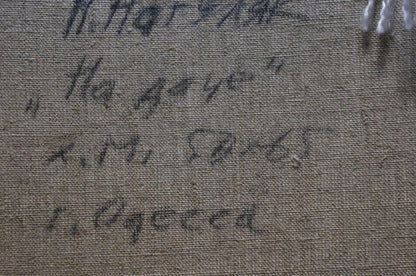 „На даче"
х.м. 50х65
г. Одесса